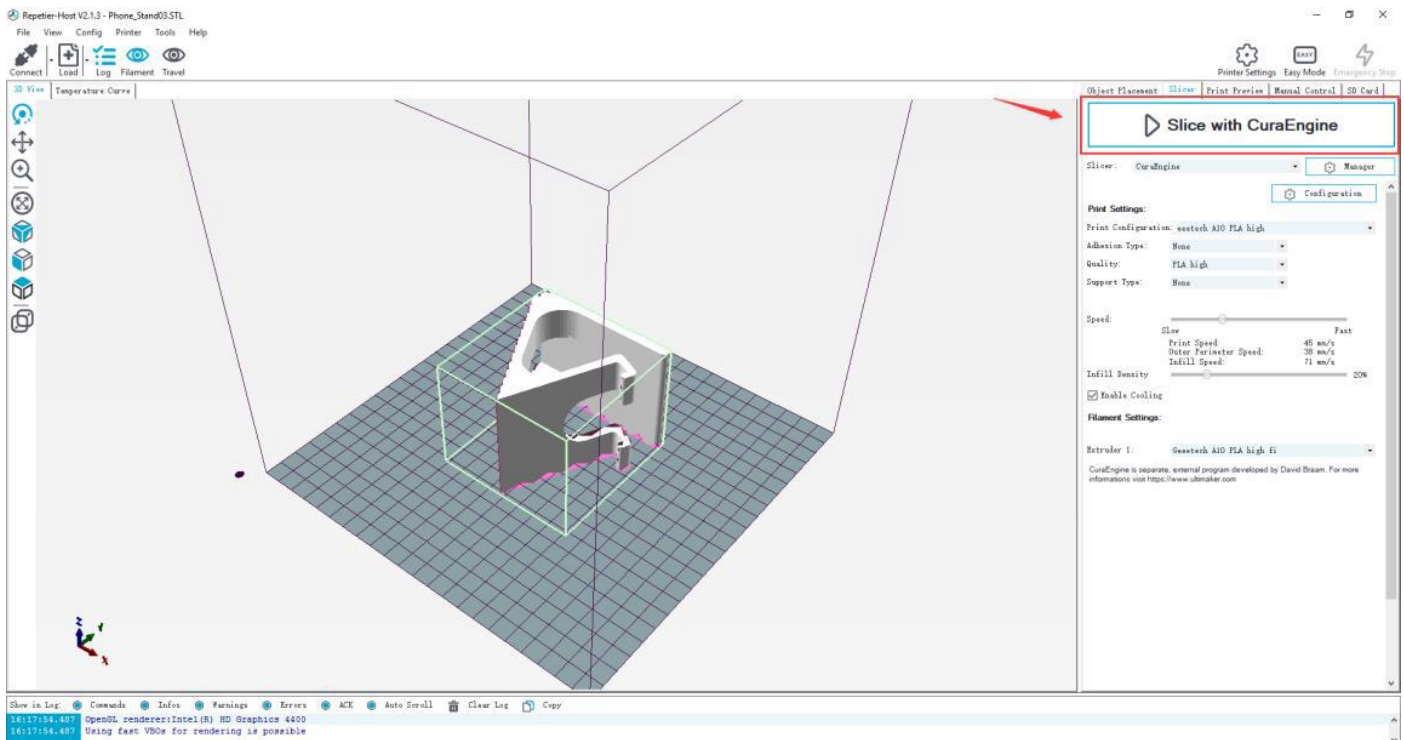 Repetier-Host V2.1.3 - Phone_Stand03.STL
File View Config Printer Tools Help
Connect Load Log Filament Travel
Printer Settings Easy Mode Emergency Stop
EASY
3D View Temperature Curve
Object Placement Slicer Print Preview Manual Control SD Card
Slice with CuraEngine
Slicer: CuraEngine Manager
Configuration
Print Settings:
Print Configuration: eeetech A10 PLA high
Adhesion Type: None
Quality: PLA high
Support Type: None
Speed:
Slow Fast
Print Speed: 45 mm/s
Outer Perimeter Speed: 38 mm/s
Infill Speed: 71 mm/s
Infill Density 20%
Enable Cooling
Filament Settings:
Extruder 1: Geeetech A10 PLA high fi
CuraEngine is separate, external program developed by David Braam. For more
informations visit https://www.ultimaker.com
Z Y X
Show in Log: Commands Infos Warnings Errors ACK Auto Scroll Clear Log Copy
16:17:54.487 OpenGL renderer:Intel(R) HD Graphics 4400
16:17:54.487 Using fast VBOs for rendering is possible